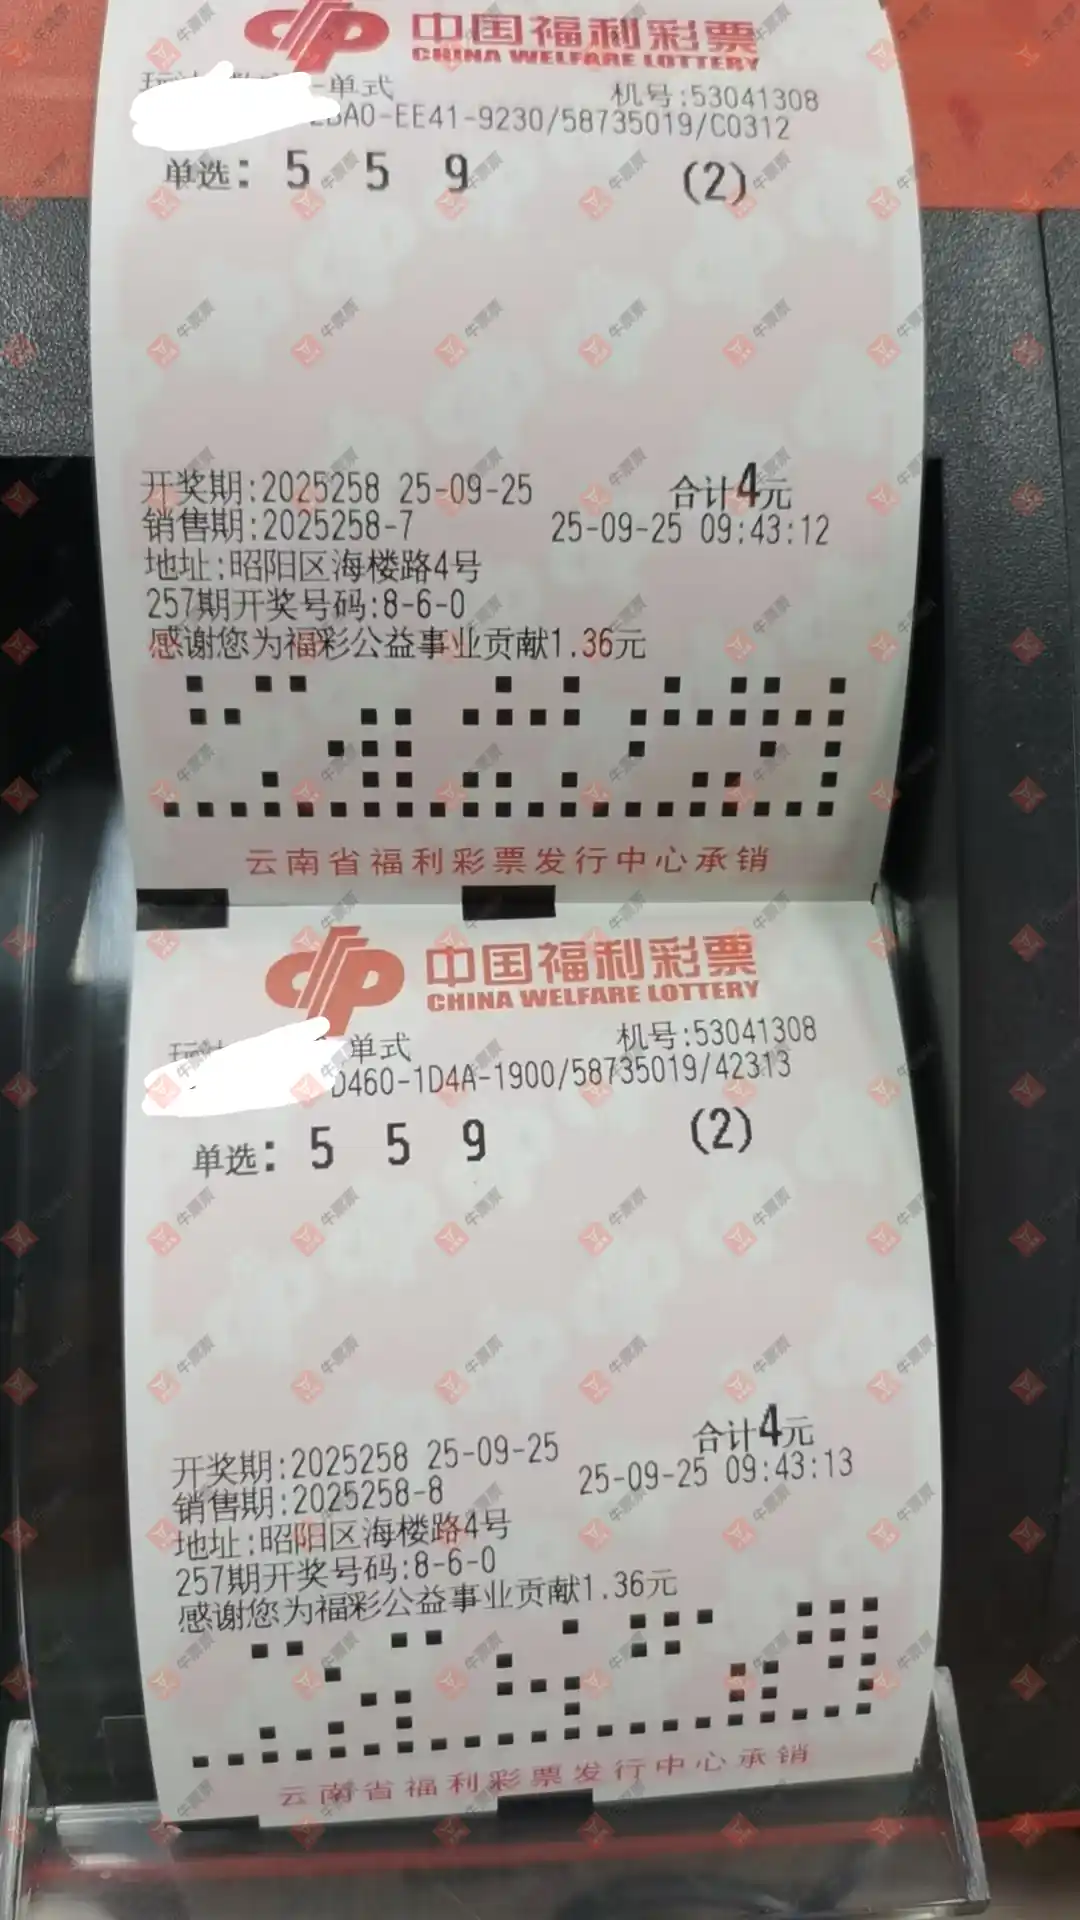 中国福利彩票
CHINA WELFARE LOTTERY
单式
机号:53041308
BA0-EE41-9230/58735019/C0312
单选: 5 5 9 (2)
开奖期:2025258 25-09-25 合计4元
销售期:2025258-7 25-09-25 09:43:12
地址:昭阳区海楼路4号
257期开奖号码:8-6-0
感谢您为福彩公益事业贡献1.36元
云南省福利彩票发行中心承销
中国福利彩票
CHINA WELFARE LOTTERY
单式
机号:53041308
D460-1D4A-1900/58735019/42313
单选: 5 5 9 (2)
合计4元
开奖期:2025258 25-09-25
销售期:2025258-8 25-09-25 09:43:13
地址:昭阳区海楼路4号
257期开奖号码:8-6-0
感谢您为福彩公益事业贡献1.36元
云南省福利彩票发行中心承销
牛票票